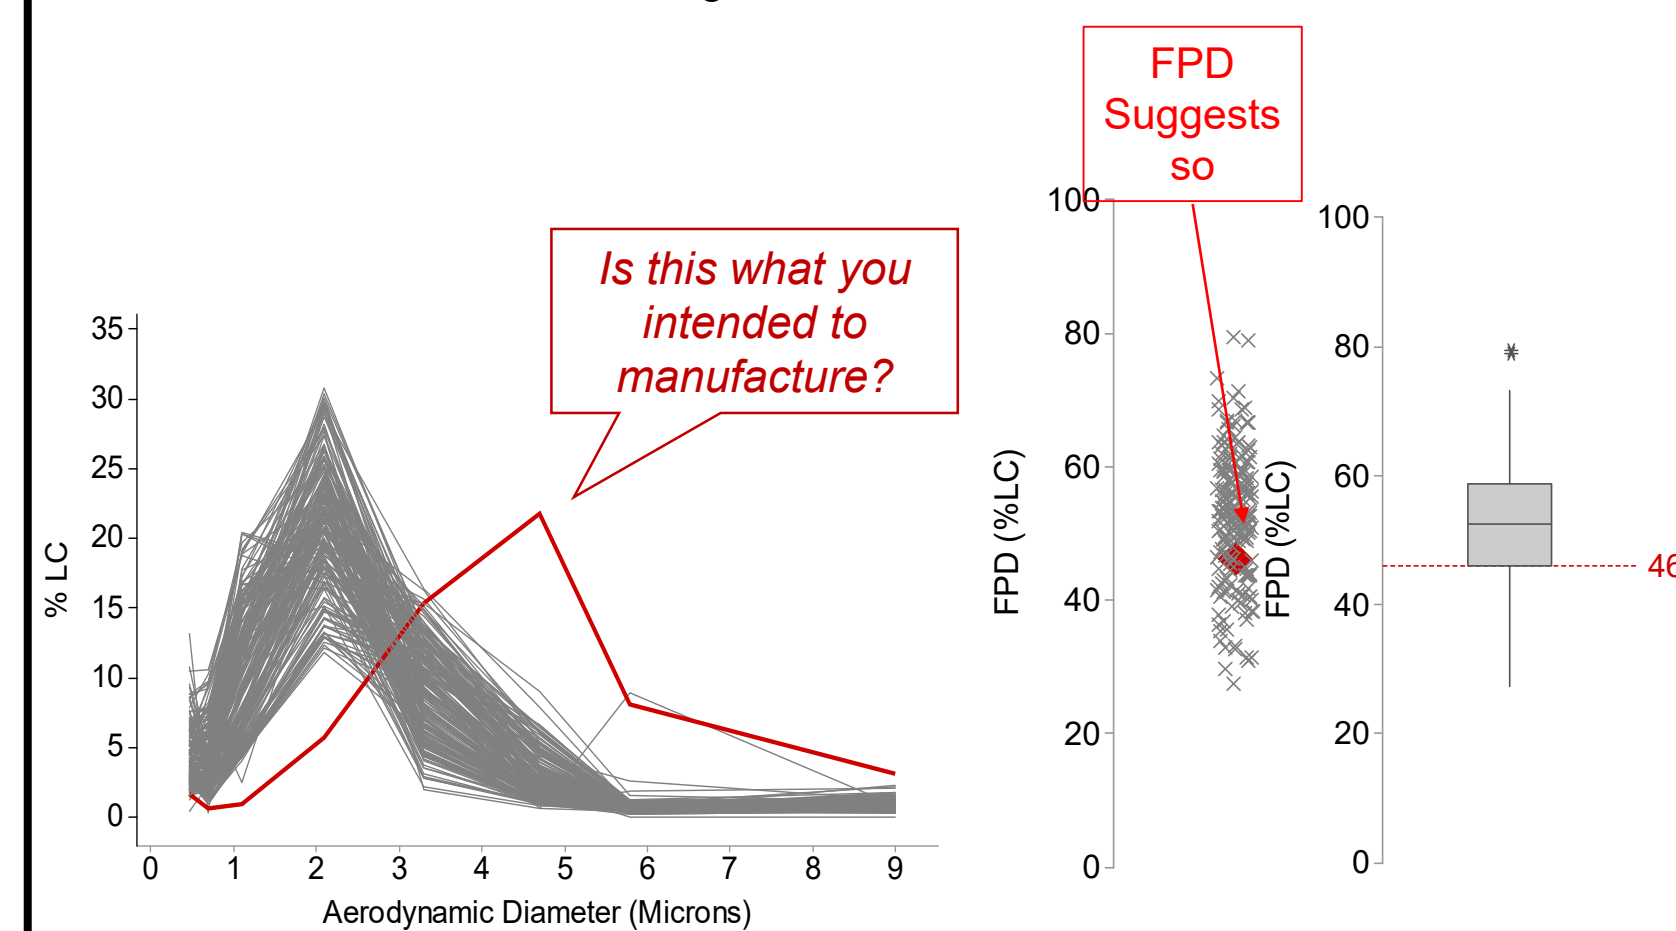 FPD
Suggests
so
Is this what you
intended to
manufacture?
35
30
25
20
15
10
5
0
% LC
0 1 2 3 4 5 6 7 8 9
Aerodynamic Diameter (Microns)
100
80
60
40
20
0
FPD (%LC)
100
80
60
40
20
0
FPD (%LC)
46